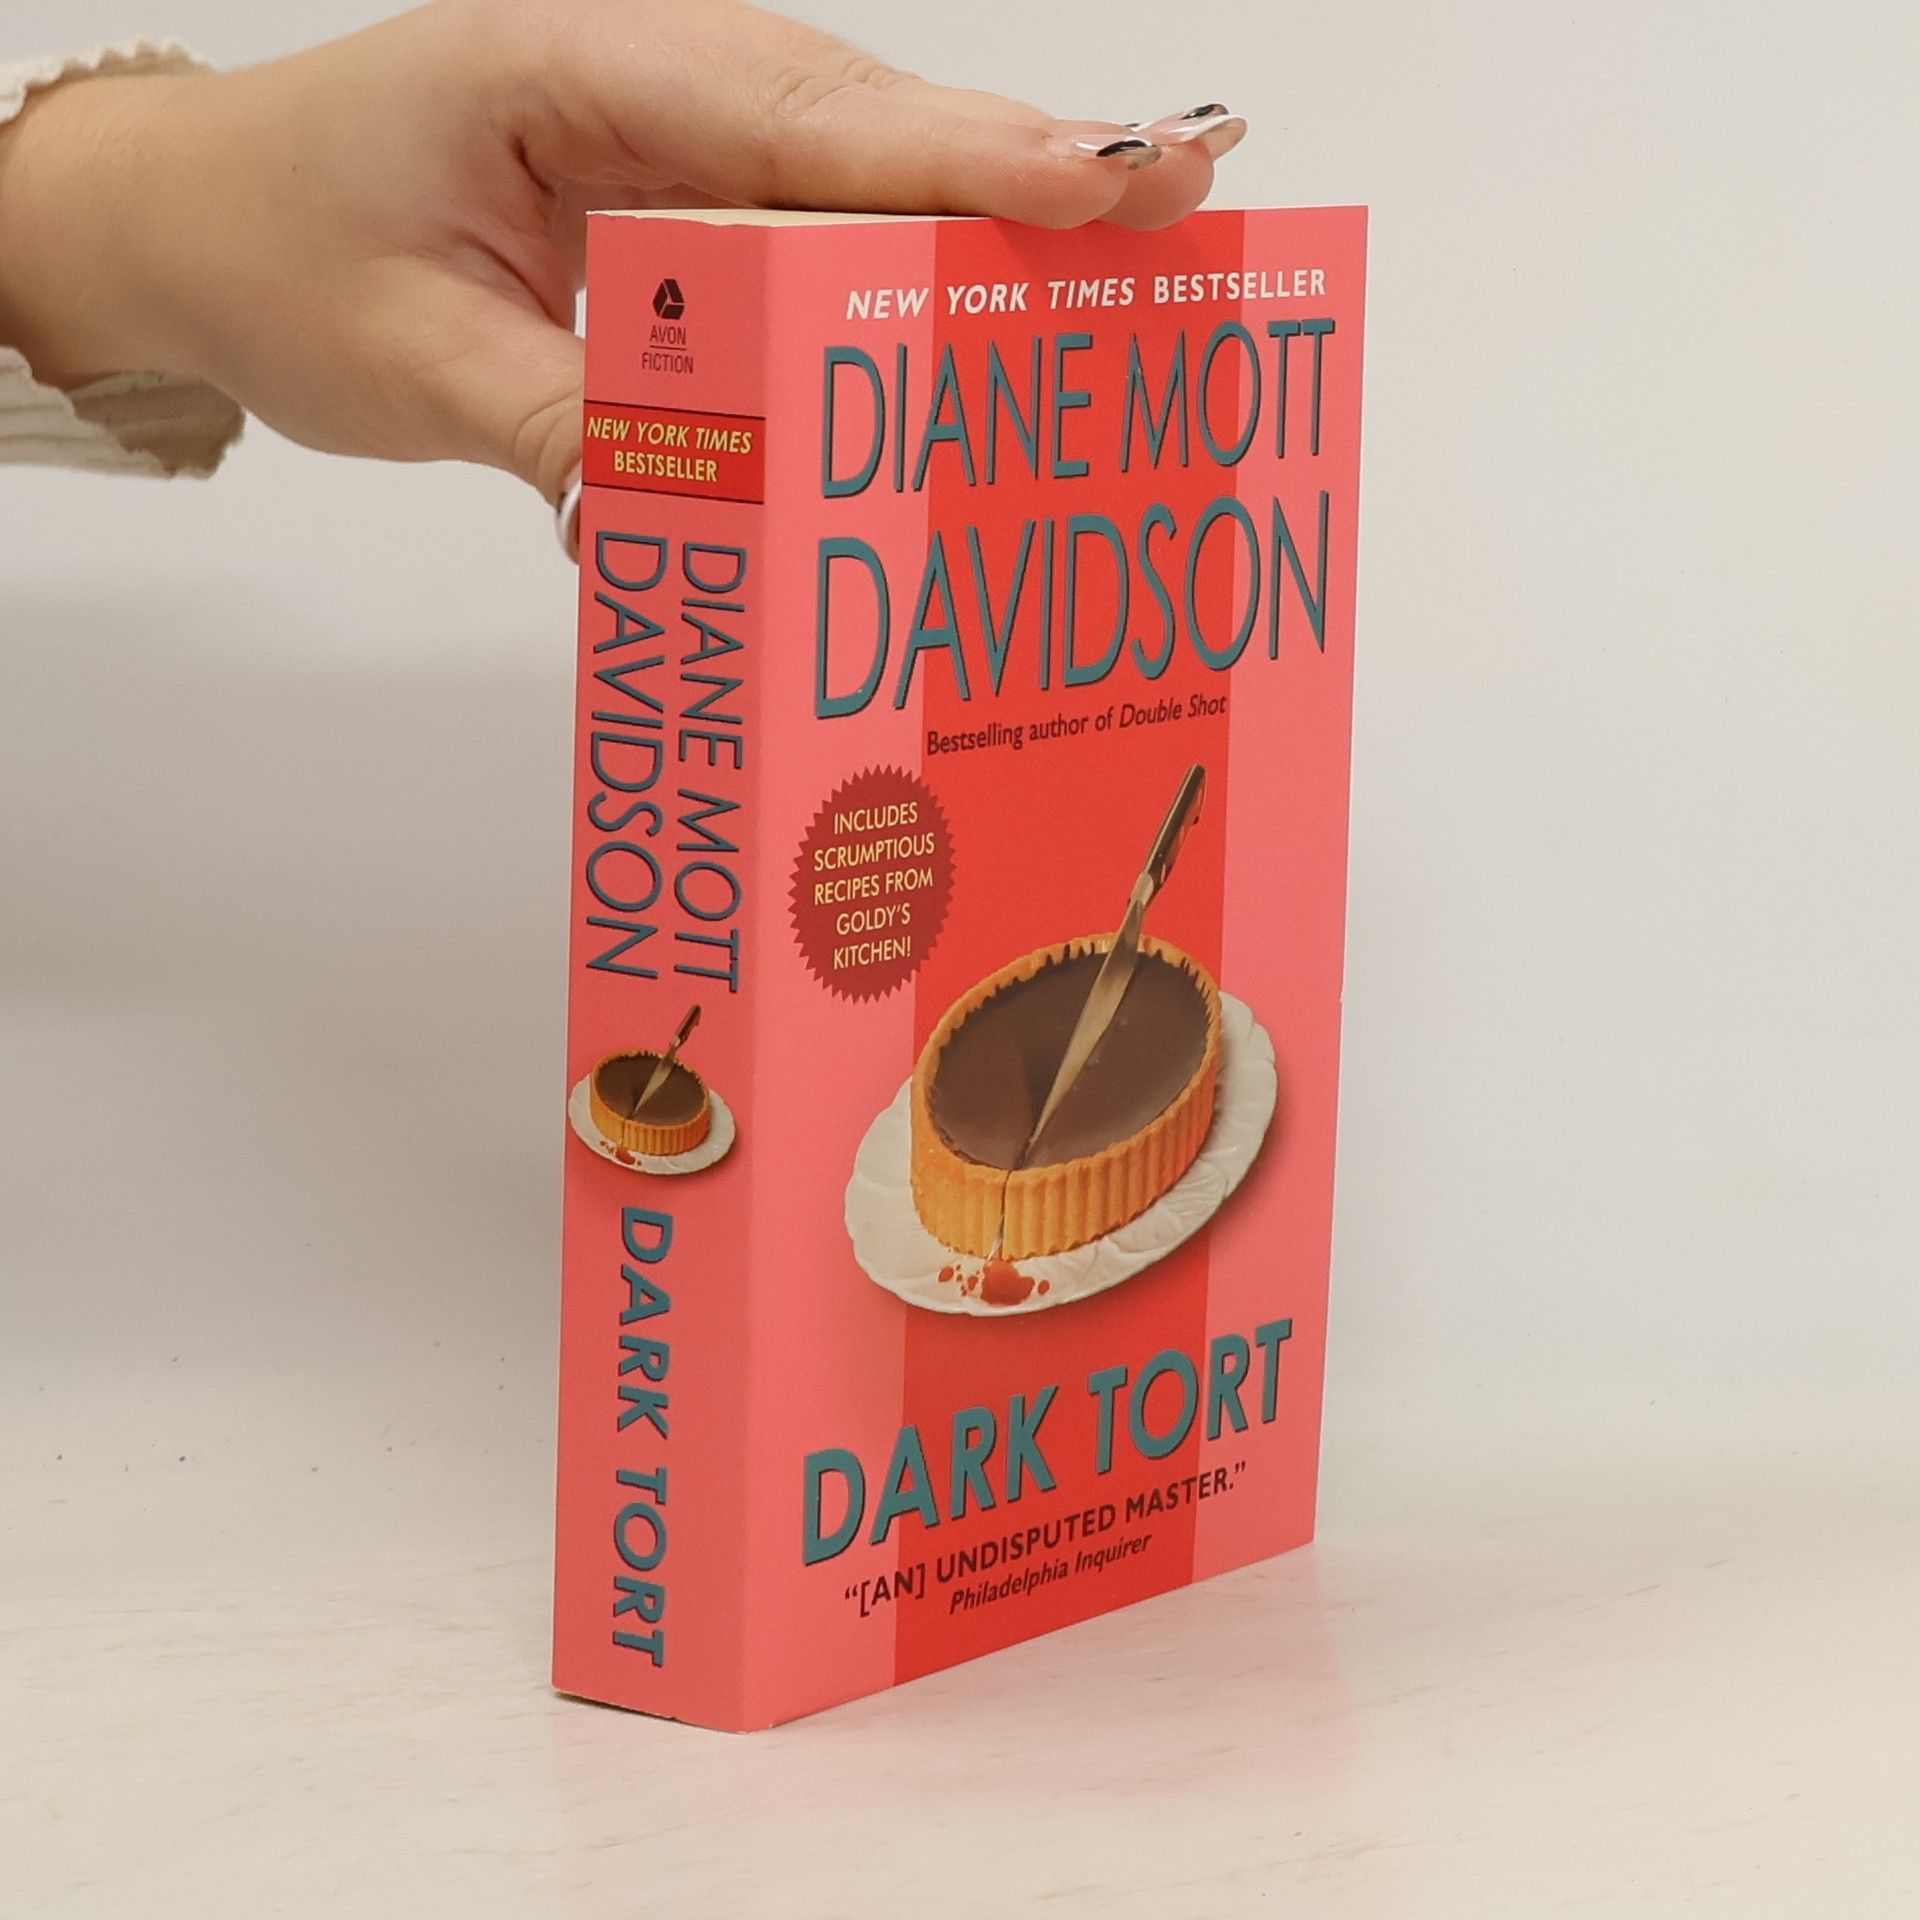 AVON
FICTION
NEW YORK TIMES
BESTSELLER
DIANE MOTT
DAVIDSON
DARK TORT
NEW YORK TIMES BESTSELLER
DIANE MOTT
DAVIDSON
Bestselling author of Double Shot
INCLUDES
SCRUMPTIOUS
RECIPES FROM
GOLDY'S
KITCHEN!
DARK TORT
“[AN] UNDISPUTED MASTER.”
Philadelphia Inquirer